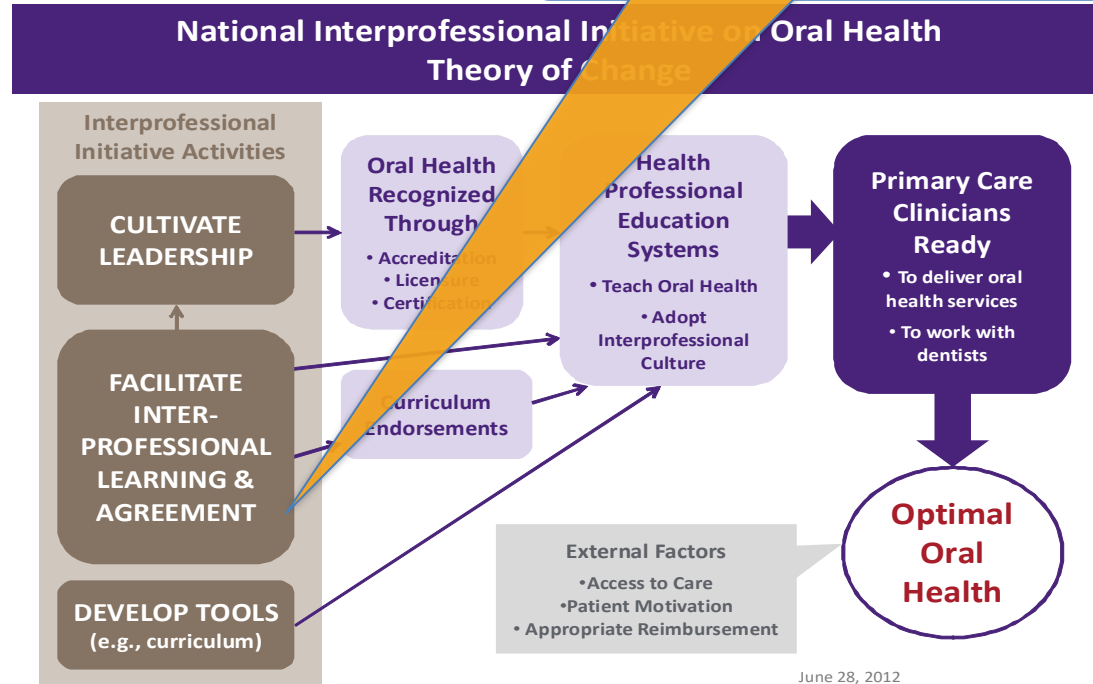 National Interprofessional Initiative on Oral Health
Theory of Change
Interprofessional
Initiative Activities
CULTIVATE
LEADERSHIP
FACILITATE
INTER-
PROFESSIONAL
LEARNING &
AGREEMENT
DEVELOP TOOLS
(e.g., curriculum)
Oral Health
Recognized
Through
• Accreditation
• Licensure
• Certification
Curriculum
Endorsements
Health
Professional
Education
Systems
• Teach Oral Health
• Adopt
Interprofessional
Culture
Primary Care
Clinicians
Ready
• To deliver oral
health services
• To work with
dentists
Optimal
Oral
Health
External Factors
•Access to Care
•Patient Motivation
• Appropriate Reimbursement
June 28, 2012